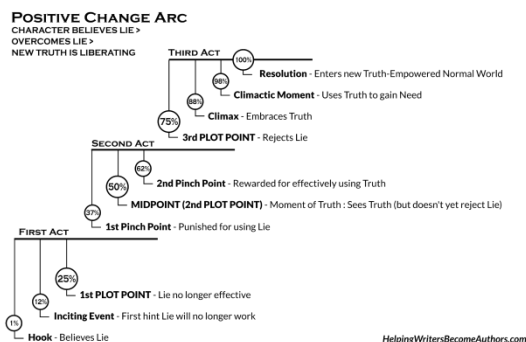 POSITIVE CHANGE ARC
CHARACTER BELIEVES LIE >
OVERCOMES LIE >
NEW TRUTH IS LIBERATING
THIRD ACT
100%
Resolution - Enters new Truth-Empowered Normal World
98%
Climactic Moment - Uses Truth to gain Need
88%
Climax - Embraces Truth
75%
3rd PLOT POINT - Rejects Lie
SECOND ACT
62%
2nd Pinch Point - Rewarded for effectively using Truth
50%
MIDPOINT (2nd PLOT POINT) - Moment of Truth : Sees Truth (but doesn't yet reject Lie)
37%
1st Pinch Point - Punished for using Lie
FIRST ACT
25%
1st PLOT POINT - Lie no longer effective
12%
Inciting Event - First hint Lie will no longer work
1%
Hook - Believes Lie
HelpingWritersBecomeAuthors.com